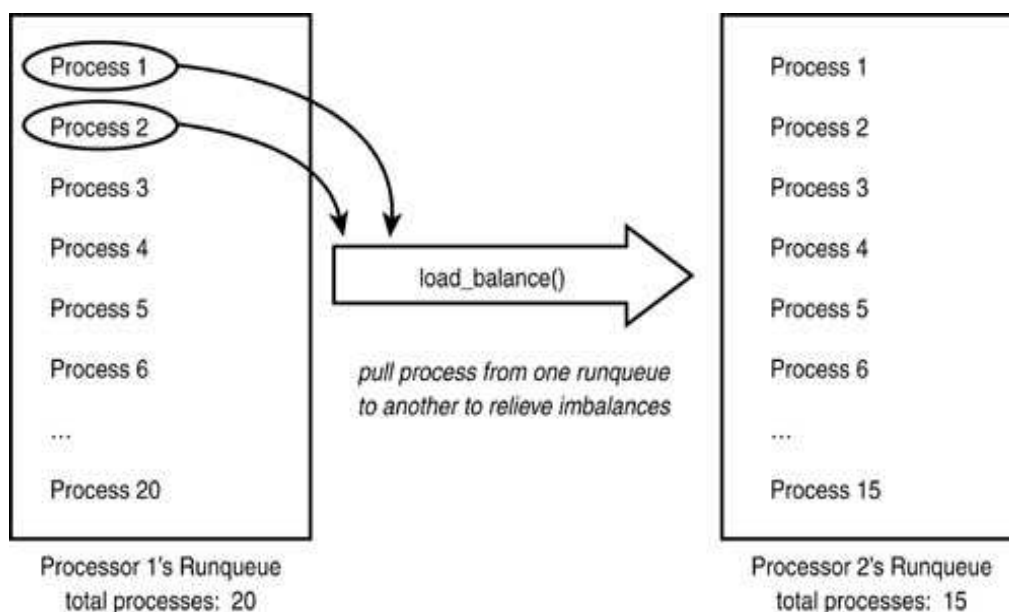 Process 1
Process 2
Process 3
Process 4
Process 5
Process 6
...
Process 20
Processor 1's Runqueue
total processes: 20
load_balance()
pull process from one runqueue
to another to relieve imbalances
Process 1
Process 2
Process 3
Process 4
Process 5
Process 6
...
Process 15
Processor 2's Runqueue
total processes: 15